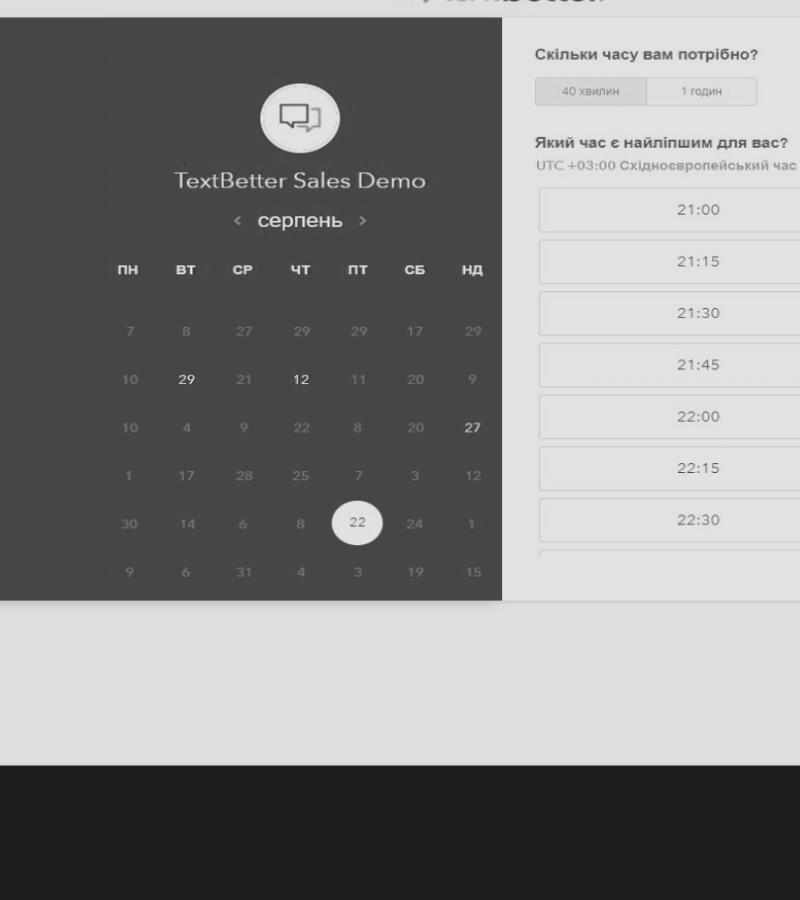 TextBetter Sales Demo
< серпень >
ПН ВТ СР ЧТ ПТ СБ НД
7 8 27 29 29 17 29
10 29 21 12 11 20 9
10 4 9 22 8 20 27
1 17 28 25 7 3 12
30 14 6 8 22 24 1
9 6 31 4 3 19 15
Скільки часу вам потрібно?
40 хвилин 1 годин
Який час є найліпшим для вас?
UTC +03:00 Східноєвропейський час
21:00
21:15
21:30
21:45
22:00
22:15
22:30